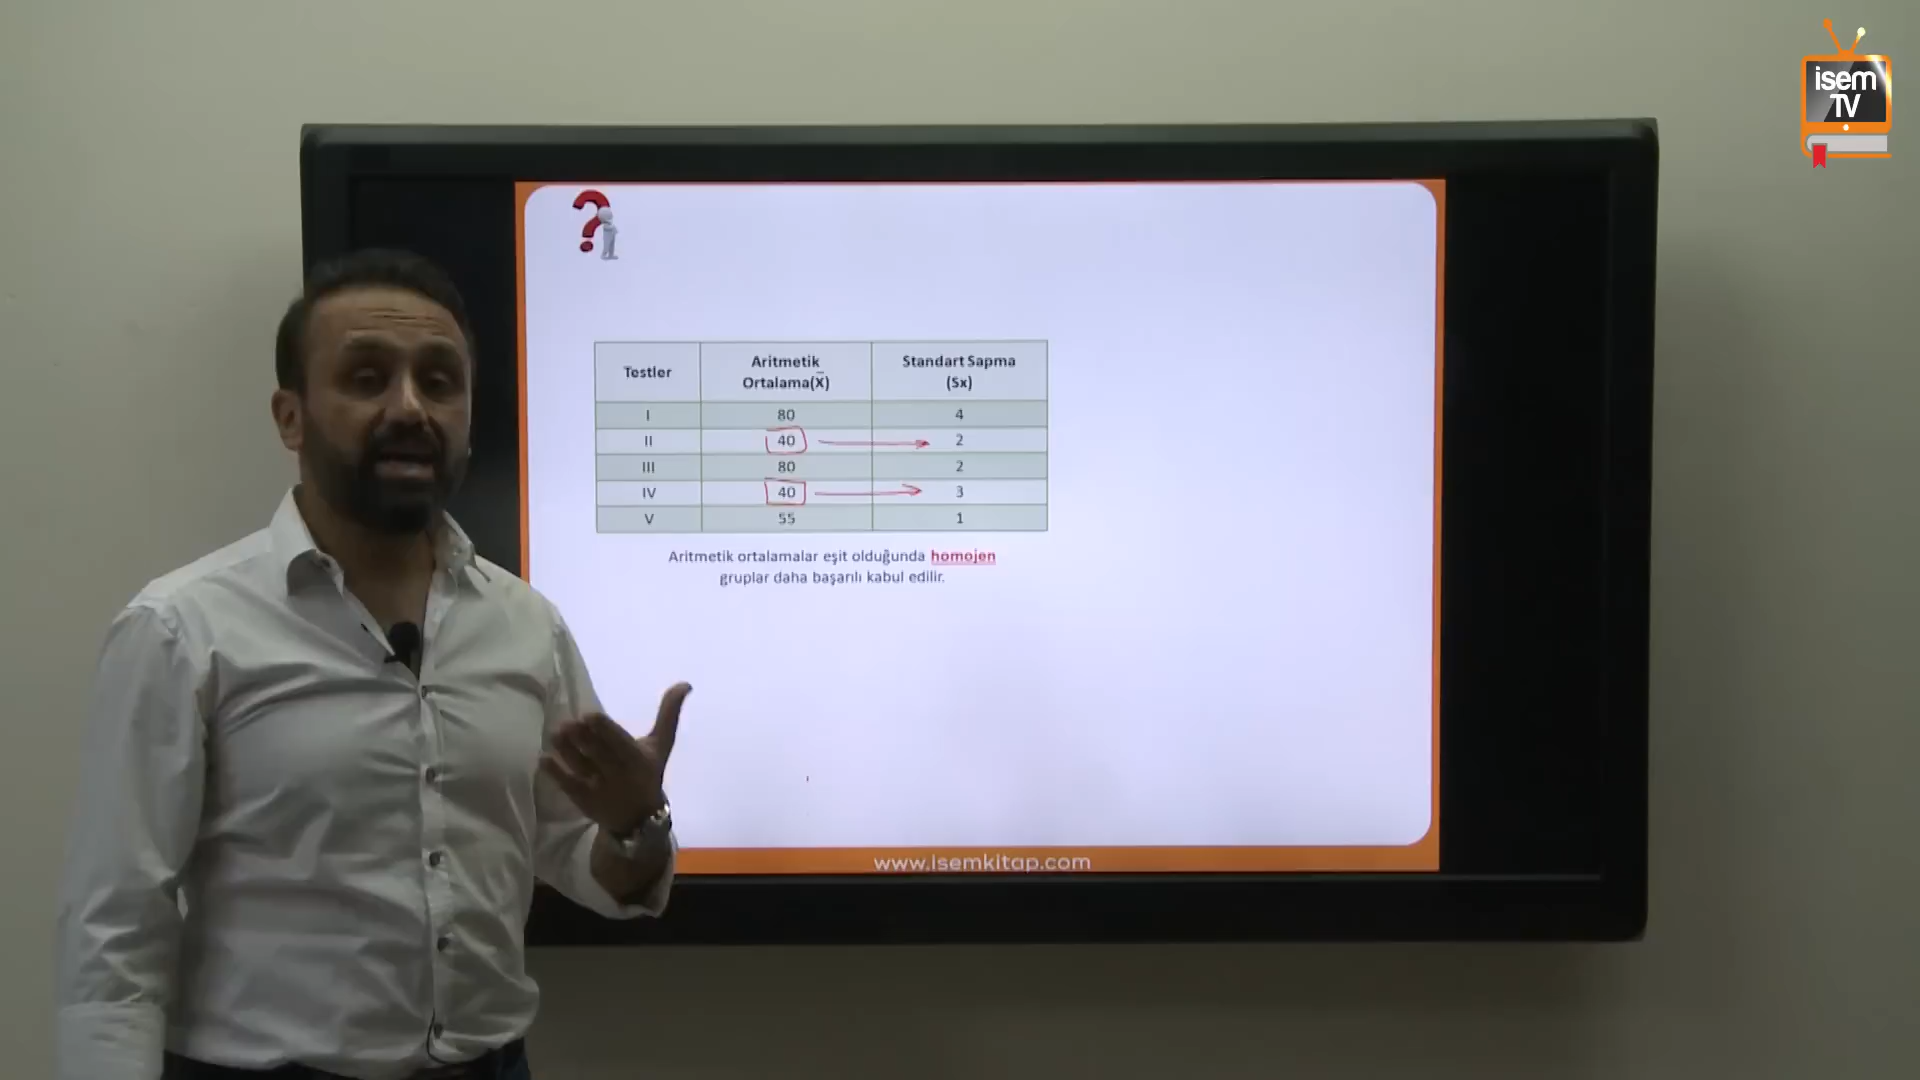 isem
TV
Testler Aritmetik Ortalama(X̄) Standart Sapma (Sx)
I 80 4
II 40 2
III 80 2
IV 40 3
V 55 1
Aritmetik ortalamalar eşit olduğunda homojen
gruplar daha başarılı kabul edilir.
www.isemkitap.com